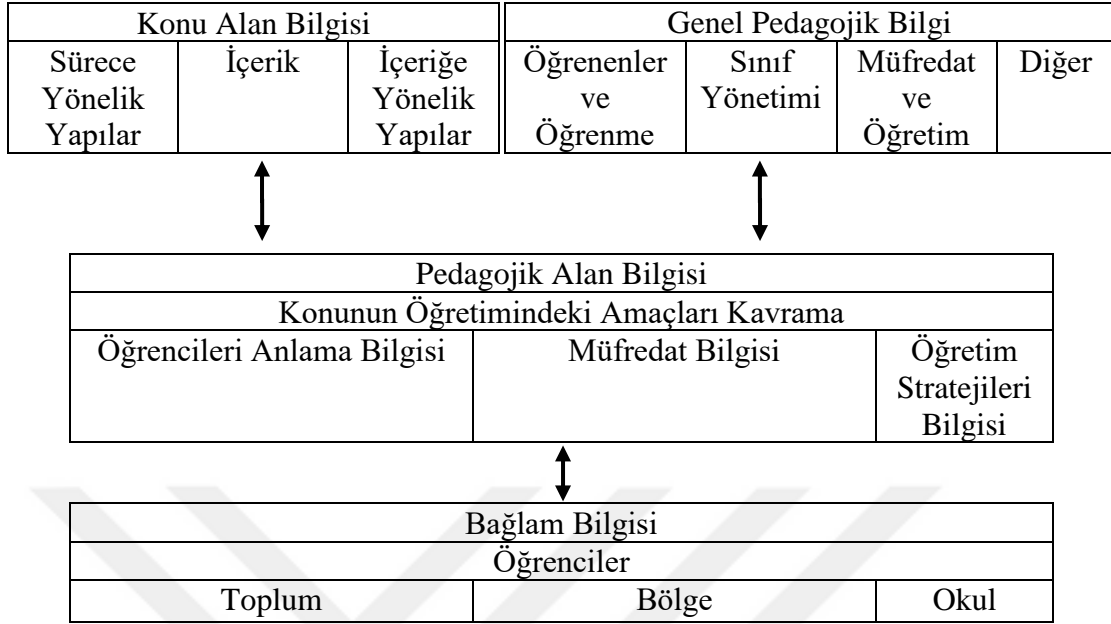 Konu Alan Bilgisi
Sürece Yönelik Yapılar
İçerik
İçeriğe Yönelik Yapılar
Genel Pedagojik Bilgi
Öğrenenler ve Öğrenme
Sınıf Yönetimi
Müfredat ve Öğretim
Diğer
Pedagojik Alan Bilgisi
Konunun Öğretimindeki Amaçları Kavrama
Öğrencileri Anlama Bilgisi
Müfredat Bilgisi
Öğretim Stratejileri Bilgisi
Bağlam Bilgisi
Öğrenciler
Toplum
Bölge
Okul